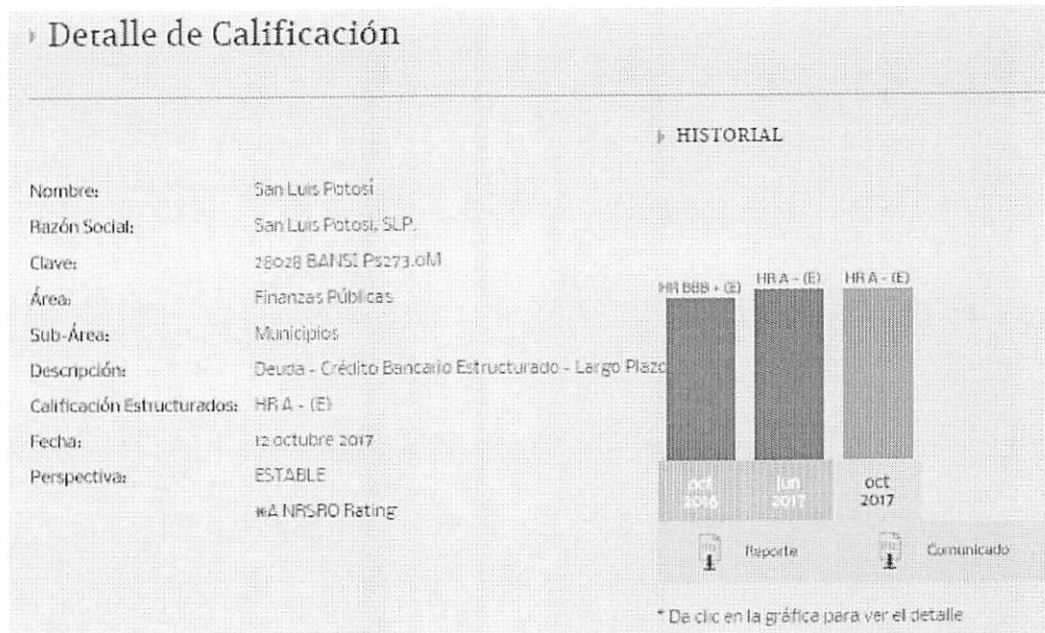 Detalle de Calificación
HISTORIAL
Nombre: San Luis Potosí
Razón Social: San Luis Potosi, SLP.
Clave: 28028 BANSI Ps273.0M
Área: Finanzas Públicas
Sub-Área: Municipios
Descripción: Deuda - Crédito Bancario Estructurado - Largo Plazo
Calificación Estructurados: HR A - (E)
Fecha: 12 octubre 2017
Perspectiva: ESTABLE
*A NRSRO Rating
HR BBB + (E) HR A - (E) HR A - (E)
oct 2016
jun 2017
oct 2017
Reporte Comunicado
* Da clic en la gráfica para ver el detalle